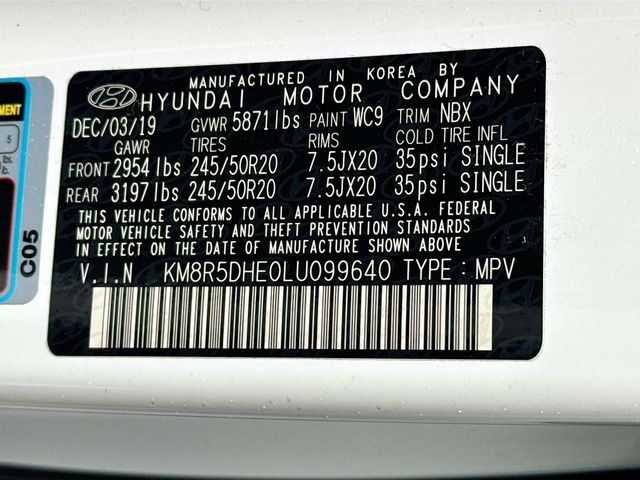 MANUFACTURED IN KOREA BY
HYUNDAI MOTOR COMPANY
DEC/03/19 GVWR 5871lbs PAINT WC9 TRIM NBX
GAWR TIRES RIMS COLD TIRE INFL
FRONT 2954lbs 245/50R20 7.5JX20 35psi SINGLE
REAR 3197lbs 245/50R20 7.5JX20 35psi SINGLE
THIS VEHICLE CONFORMS TO ALL APPLICABLE U.S.A. FEDERAL
MOTOR VEHICLE SAFETY AND THEFT PREVENTION STANDARDS
IN EFFECT ON THE DATE OF MANUFACTURE SHOWN ABOVE
V.I.N KM8R5DHE0LU099640 TYPE : MPV
C05
5
lbs.